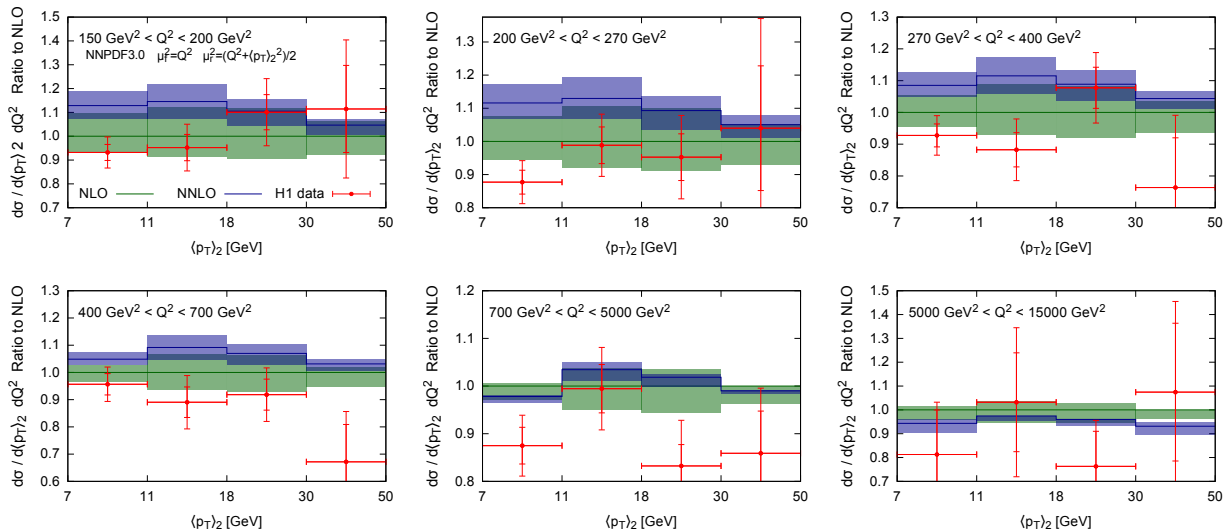 dσ / d⟨p_T⟩ 2 dQ² Ratio to NLO
1.5
1.4
1.3
1.2
1.1
1
0.9
0.8
0.7
150 GeV² < Q² < 200 GeV²
NNPDF3.0 μ_f²=Q² μ_r²=(Q²+⟨p_T⟩₂²)/2
NLO NNLO H1 data
7 11 18 30 50
⟨p_T⟩₂ [GeV]
dσ / d⟨p_T⟩₂ dQ² Ratio to NLO
1.4
1.3
1.2
1.1
1.0
0.9
0.8
200 GeV² < Q² < 270 GeV²
7 11 18 30 50
⟨p_T⟩₂ [GeV]
dσ / d⟨p_T⟩₂ dQ² Ratio to NLO
1.3
1.2
1.1
1.0
0.9
0.8
0.7
270 GeV² < Q² < 400 GeV²
7 11 18 30 50
⟨p_T⟩₂ [GeV]
dσ / d⟨p_T⟩₂ dQ² Ratio to NLO
1.3
1.2
1.1
1.0
0.9
0.8
0.7
0.6
400 GeV² < Q² < 700 GeV²
7 11 18 30 50
⟨p_T⟩₂ [GeV]
dσ / d⟨p_T⟩₂ dQ² Ratio to NLO
1.2
1.1
1.0
0.9
0.8
0.7
700 GeV² < Q² < 5000 GeV²
7 11 18 30 50
⟨p_T⟩₂ [GeV]
dσ / d⟨p_T⟩₂ dQ² Ratio to NLO
1.5
1.4
1.3
1.2
1.1
1.0
0.9
0.8
0.7
0.6
5000 GeV² < Q² < 15000 GeV²
7 11 18 30 50
⟨p_T⟩₂ [GeV]